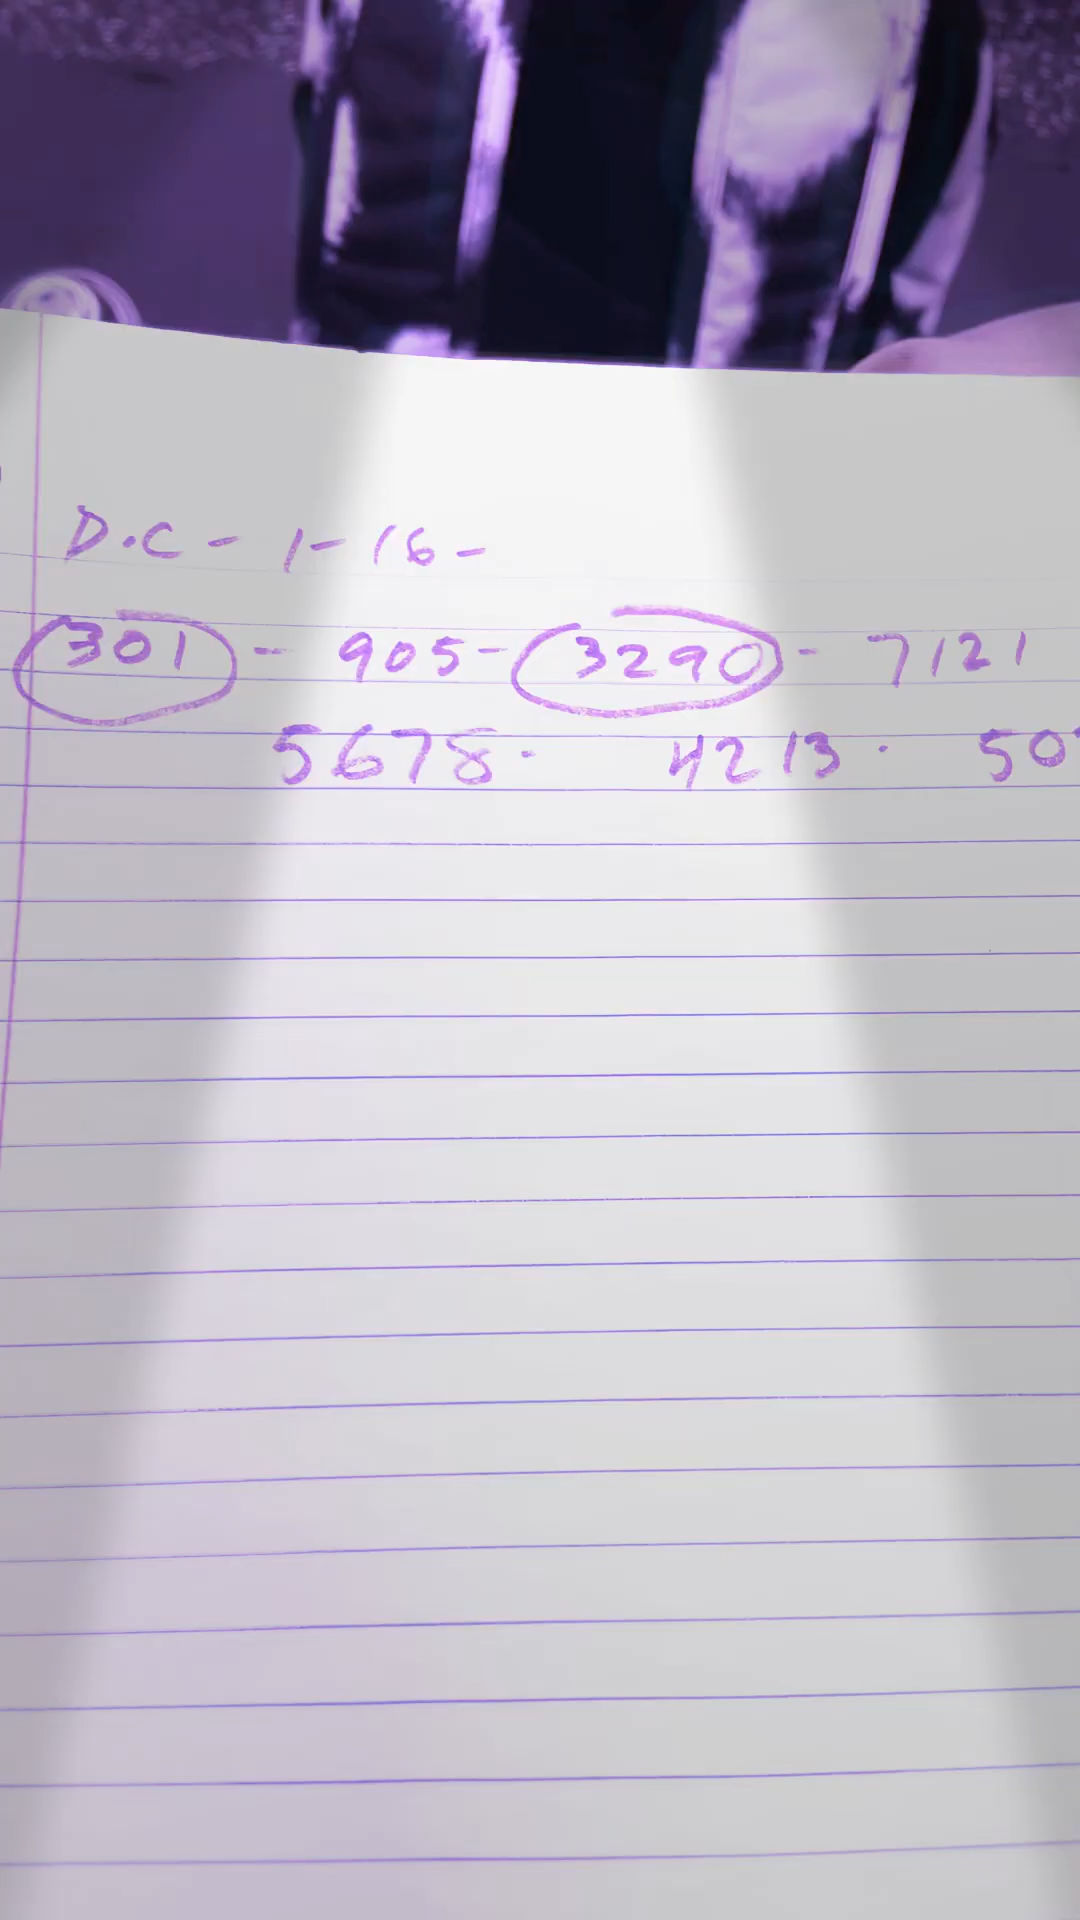 D.C - 1-16-
301 - 905 - 3290 - 7121
5678. 4213. 50